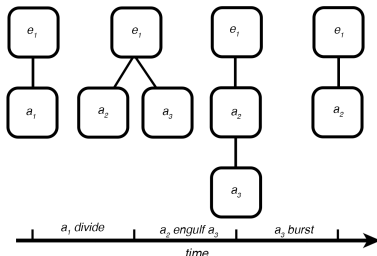 e1 e1 e1 e1
a1 a2 a3 a2 a2
a3
a1 divide a2 engulf a3 a3 burst
time